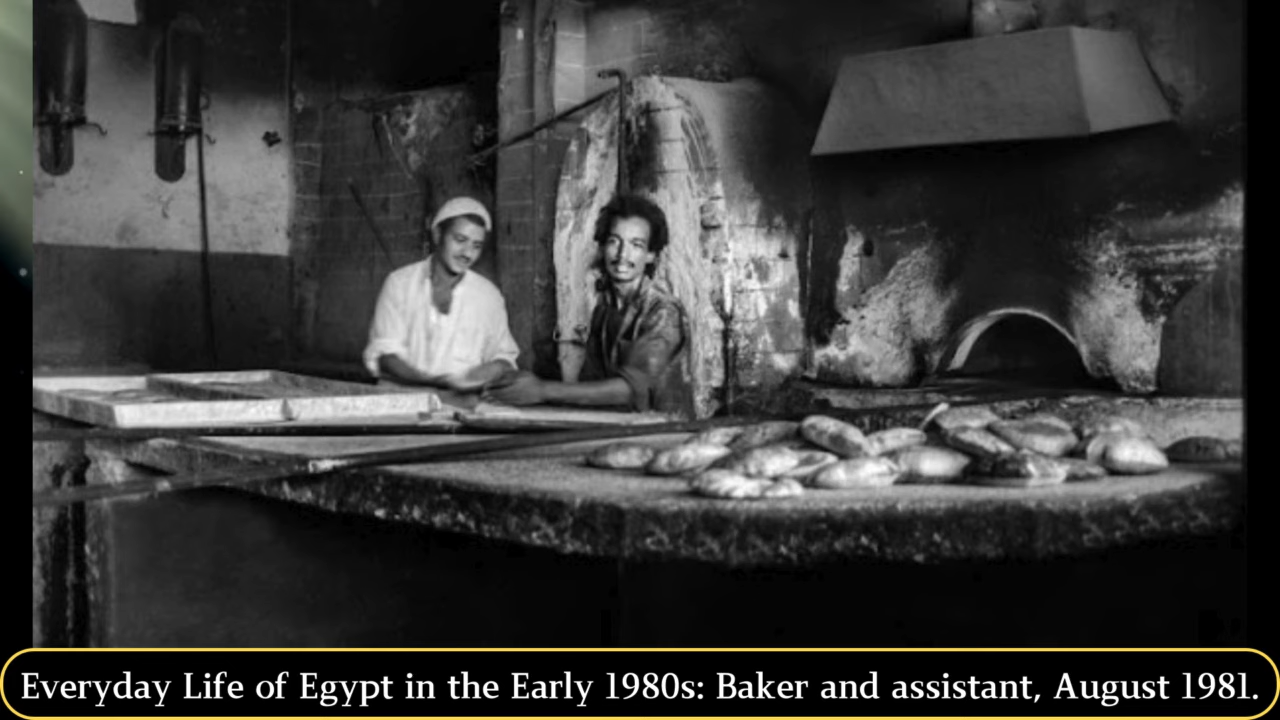 Everyday Life of Egypt in the Early 1980s: Baker and assistant, August 1981.